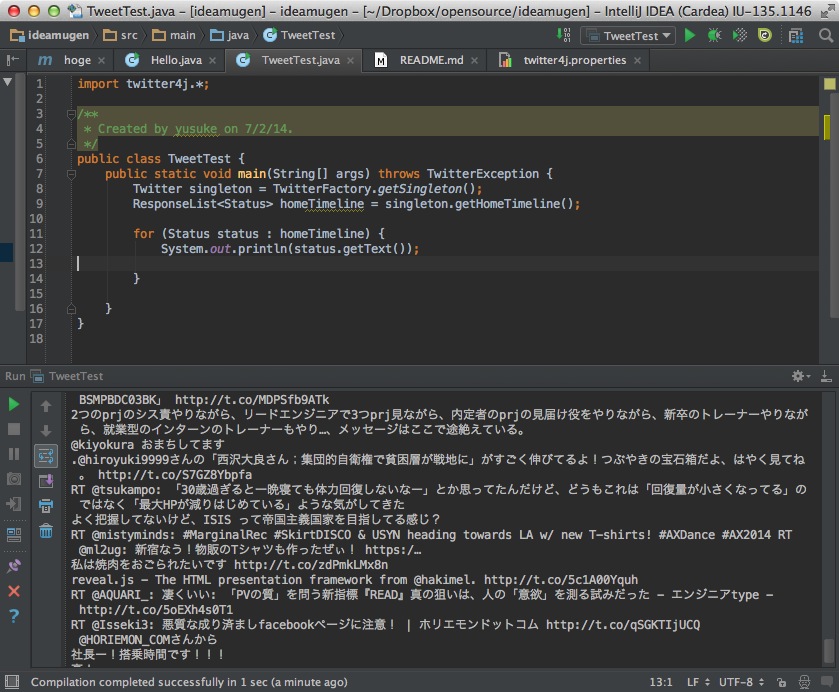 TweetTest.java - [ideamugen] - ideamugen - [~/Dropbox/opensource/ideamugen] - IntelliJ IDEA (Cardea) IU-135.1146
ideamugen src main java TweetTest TweetTest
m hoge Hello.java TweetTest.java README.md twitter4j.properties
1 import twitter4j.*;
2
3 /**
4 * Created by yusuke on 7/2/14.
5 */
6 public class TweetTest {
7 public static void main(String[] args) throws TwitterException {
8 Twitter singleton = TwitterFactory.getSingleton();
9 ResponseList<Status> homeTimeline = singleton.getHomeTimeline();
10
11 for (Status status : homeTimeline) {
12 System.out.println(status.getText());
13
14 }
15
16 }
17 }
18
Run TweetTest
BSMPBDC03BK」 http://t.co/MDPSfb9ATk
2つのprjのシス責やりながら、リードエンジニアで3つprj見ながら、内定者のprjの見届け役をやりながら、新卒のトレーナーやりなが
ら、就業型のインターンのトレーナーもやり…、メッセージはここで途絶えている。
@kiyokura おまちしてます
.@hiroyuki9999さんの「西沢大良さん；集団的自衛権で貧困層が戦地に」がすごく伸びてるよ！つぶやきの宝石箱だよ、はやく見てね
。 http://t.co/S7GZ8Ybpfa
RT @tsukampo: 「30歳過ぎると一晩寝ても体力回復しないなー」とか思ってたんだけど、どうもこれは「回復量が小さくなってる」の
ではなく「最大HPが減りはじめている」ような気がしてきた
よく把握してないけど、ISIS って帝国主義国家を目指してる感じ？
RT @mistyminds: #MarginalRec #SkirtDISCO & USYN heading towards LA w/ new T-shirts! #AXDance #AX2014 RT
@ml2ug: 新宿なう！物販のTシャツも作ったぜぃ！ https:/…
私は焼肉をおごられたいです http://t.co/zdPmkLMx8n
reveal.js – The HTML presentation framework from @hakimel. http://t.co/5c1A00Yquh
RT @AQUARI_: 凄くいい: 「PVの質」を問う新指標『READ』真の狙いは、人の「意欲」を測る試みだった - エンジニアtype -
http://t.co/5oEXh4s0T1
RT @Isseki3: 悪質な成り済ましfacebookページに注意！ | ホリエモンドットコム http://t.co/qSGKTIjUCQ
@HORIEMON_COMさんから
社長ー！搭乗時間です！！！
Compilation completed successfully in 1 sec (a minute ago) 13:1 LF UTF-8